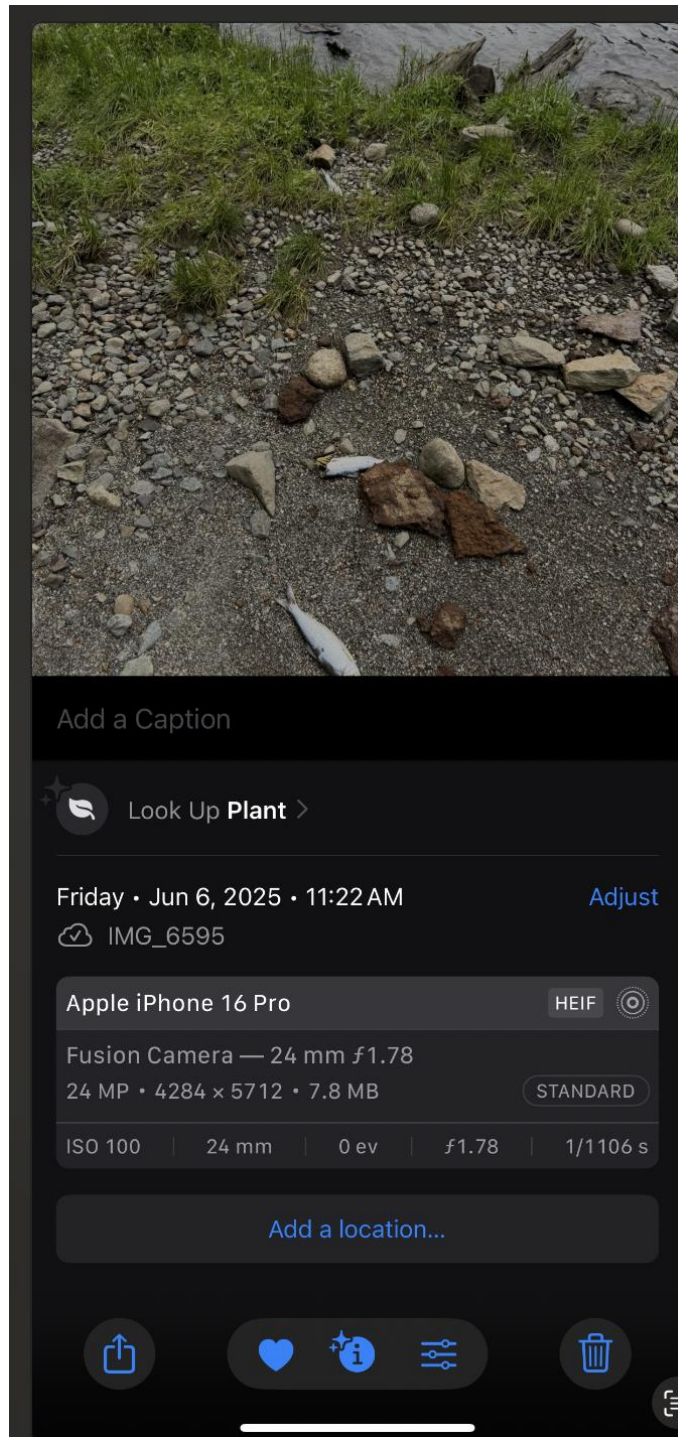 Add a Caption
Look Up Plant >
Friday • Jun 6, 2025 • 11:22 AM Adjust
IMG_6595
Apple iPhone 16 Pro HEIF
Fusion Camera — 24 mm ƒ1.78
24 MP • 4284 × 5712 • 7.8 MB STANDARD
ISO 100 | 24 mm | 0 ev | ƒ1.78 | 1/1106 s
Add a location...